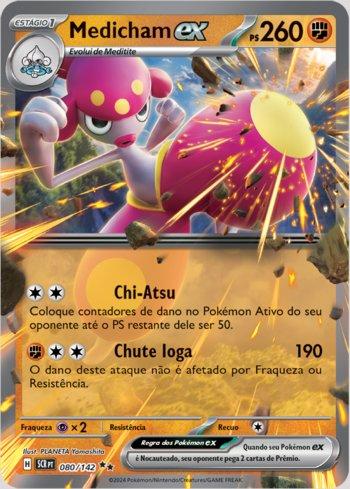 ESTÁGIO 1 Medicham ex PS 260
Evolui de Meditite
Chi-Atsu
Coloque contadores de dano no Pokémon Ativo do seu
oponente até o PS restante dele ser 50.
Chute Ioga 190
O dano deste ataque não é afetado por Fraqueza ou
Resistência.
Fraqueza ×2 Resistência Recuo
Ilust. PLANETA Yamashita
Regra dos Pokémon ex Quando seu Pokémon ex
é Nocauteado, seu oponente pega 2 cartas de Prêmio.
H SCR PT 080/142
©2024 Pokémon/Nintendo/Creatures/GAME FREAK.